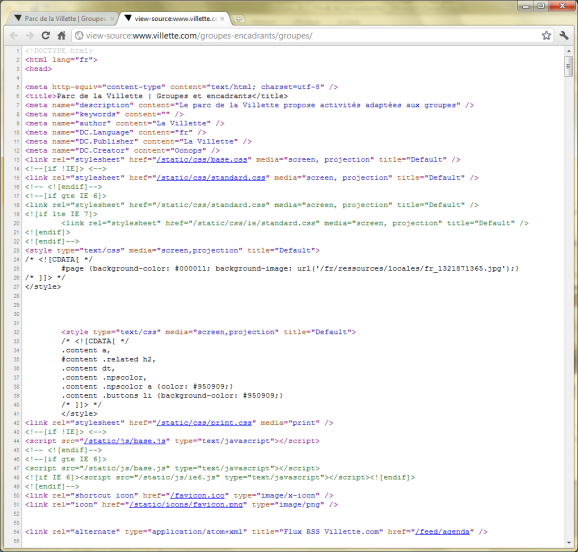 Parc de la Villette | Groupes
view-source:www.villette.c
view-source:www.villette.com/groupes-encadrants/groupes/
1 <!DOCTYPE html>
2 <html lang="fr">
3 <head>
4
5 <meta http-equiv="content-type" content="text/html; charset=utf-8" />
6 <title>Parc de la Villette | Groupes et encadrants</title>
7 <meta name="description" content="Le parc de la Villette propose activités adaptées aux groupes" />
8 <meta name="keywords" content="" />
9 <meta name="author" content="La Villette" />
10 <meta name="DC.Language" content="fr" />
11 <meta name="DC.Publisher" content="La Villette" />
12 <meta name="DC.Creator" content="Oonops" />
13 <link rel="stylesheet" href="/static/css/base.css" media="screen, projection" title="Default" />
14 <!--[if !IE]> <-->
15 <link rel="stylesheet" href="/static/css/standard.css" media="screen, projection" title="Default" />
16 <!-- <![endif]-->
17 <!--[if gte IE 6]>
18 <link rel="stylesheet" href="/static/css/standard.css" media="screen, projection" title="Default" />
19 <![if lte IE 7]>
20 <link rel="stylesheet" href="/static/css/ie/standard.css" media="screen, projection" title="Default" />
21 <![endif]>
22 <![endif]-->
23 <style type="text/css" media="screen,projection" title="Default">
24 /* <![CDATA[ */
25 #page {background-color: #000011; background-image: url('/fr/ressources/locales/fr_1321871365.jpg');}
26 /* ]]> */
27 </style>
28
29
30
31
32 <style type="text/css" media="screen,projection" title="Default">
33 /* <![CDATA[ */
34 .content a,
35 #content .related h2,
36 .content dt,
37 .content .npscolor,
38 .content .npscolor a {color: #950909;}
39 .content .buttons li {background-color: #950909;}
40 /* ]]> */
41 </style>
42 <link rel="stylesheet" href="/static/css/print.css" media="print" />
43 <!--[if !IE]> <-->
44 <script src="/static/js/base.js" type="text/javascript"></script>
45 <!-- <![endif]-->
46 <!--[if gte IE 6]>
47 <script src="/static/js/base.js" type="text/javascript"></script>
48 <![if IE 6]><script src="/static/js/ie6.js" type="text/javascript"></script><![endif]>
49 <![endif]-->
50 <link rel="shortcut icon" href="/favicon.ico" type="image/x-icon" />
51 <link rel="icon" href="/static/icons/favicon.png" type="image/png" />
52
53
54 <link rel="alternate" type="application/atom+xml" title="Flux RSS Villette.com" href="/feed/agenda" />
55